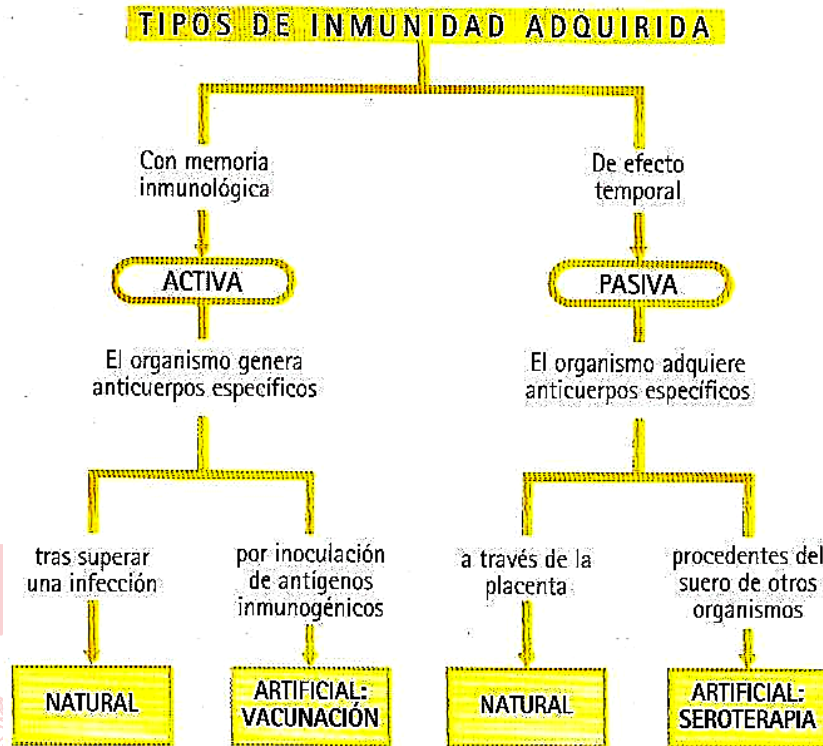 TIPOS DE INMUNIDAD ADQUIRIDA
Con memoria
inmunológica
De efecto
temporal
ACTIVA
PASIVA
El organismo genera
anticuerpos específicos
El organismo adquiere
anticuerpos específicos
tras superar
una infección
por inoculación
de antígenos
inmunogénicos
a través de la
placenta
procedentes del
suero de otros
organismos
NATURAL
ARTIFICIAL:
VACUNACIÓN
NATURAL
ARTIFICIAL:
SEROTERAPIA